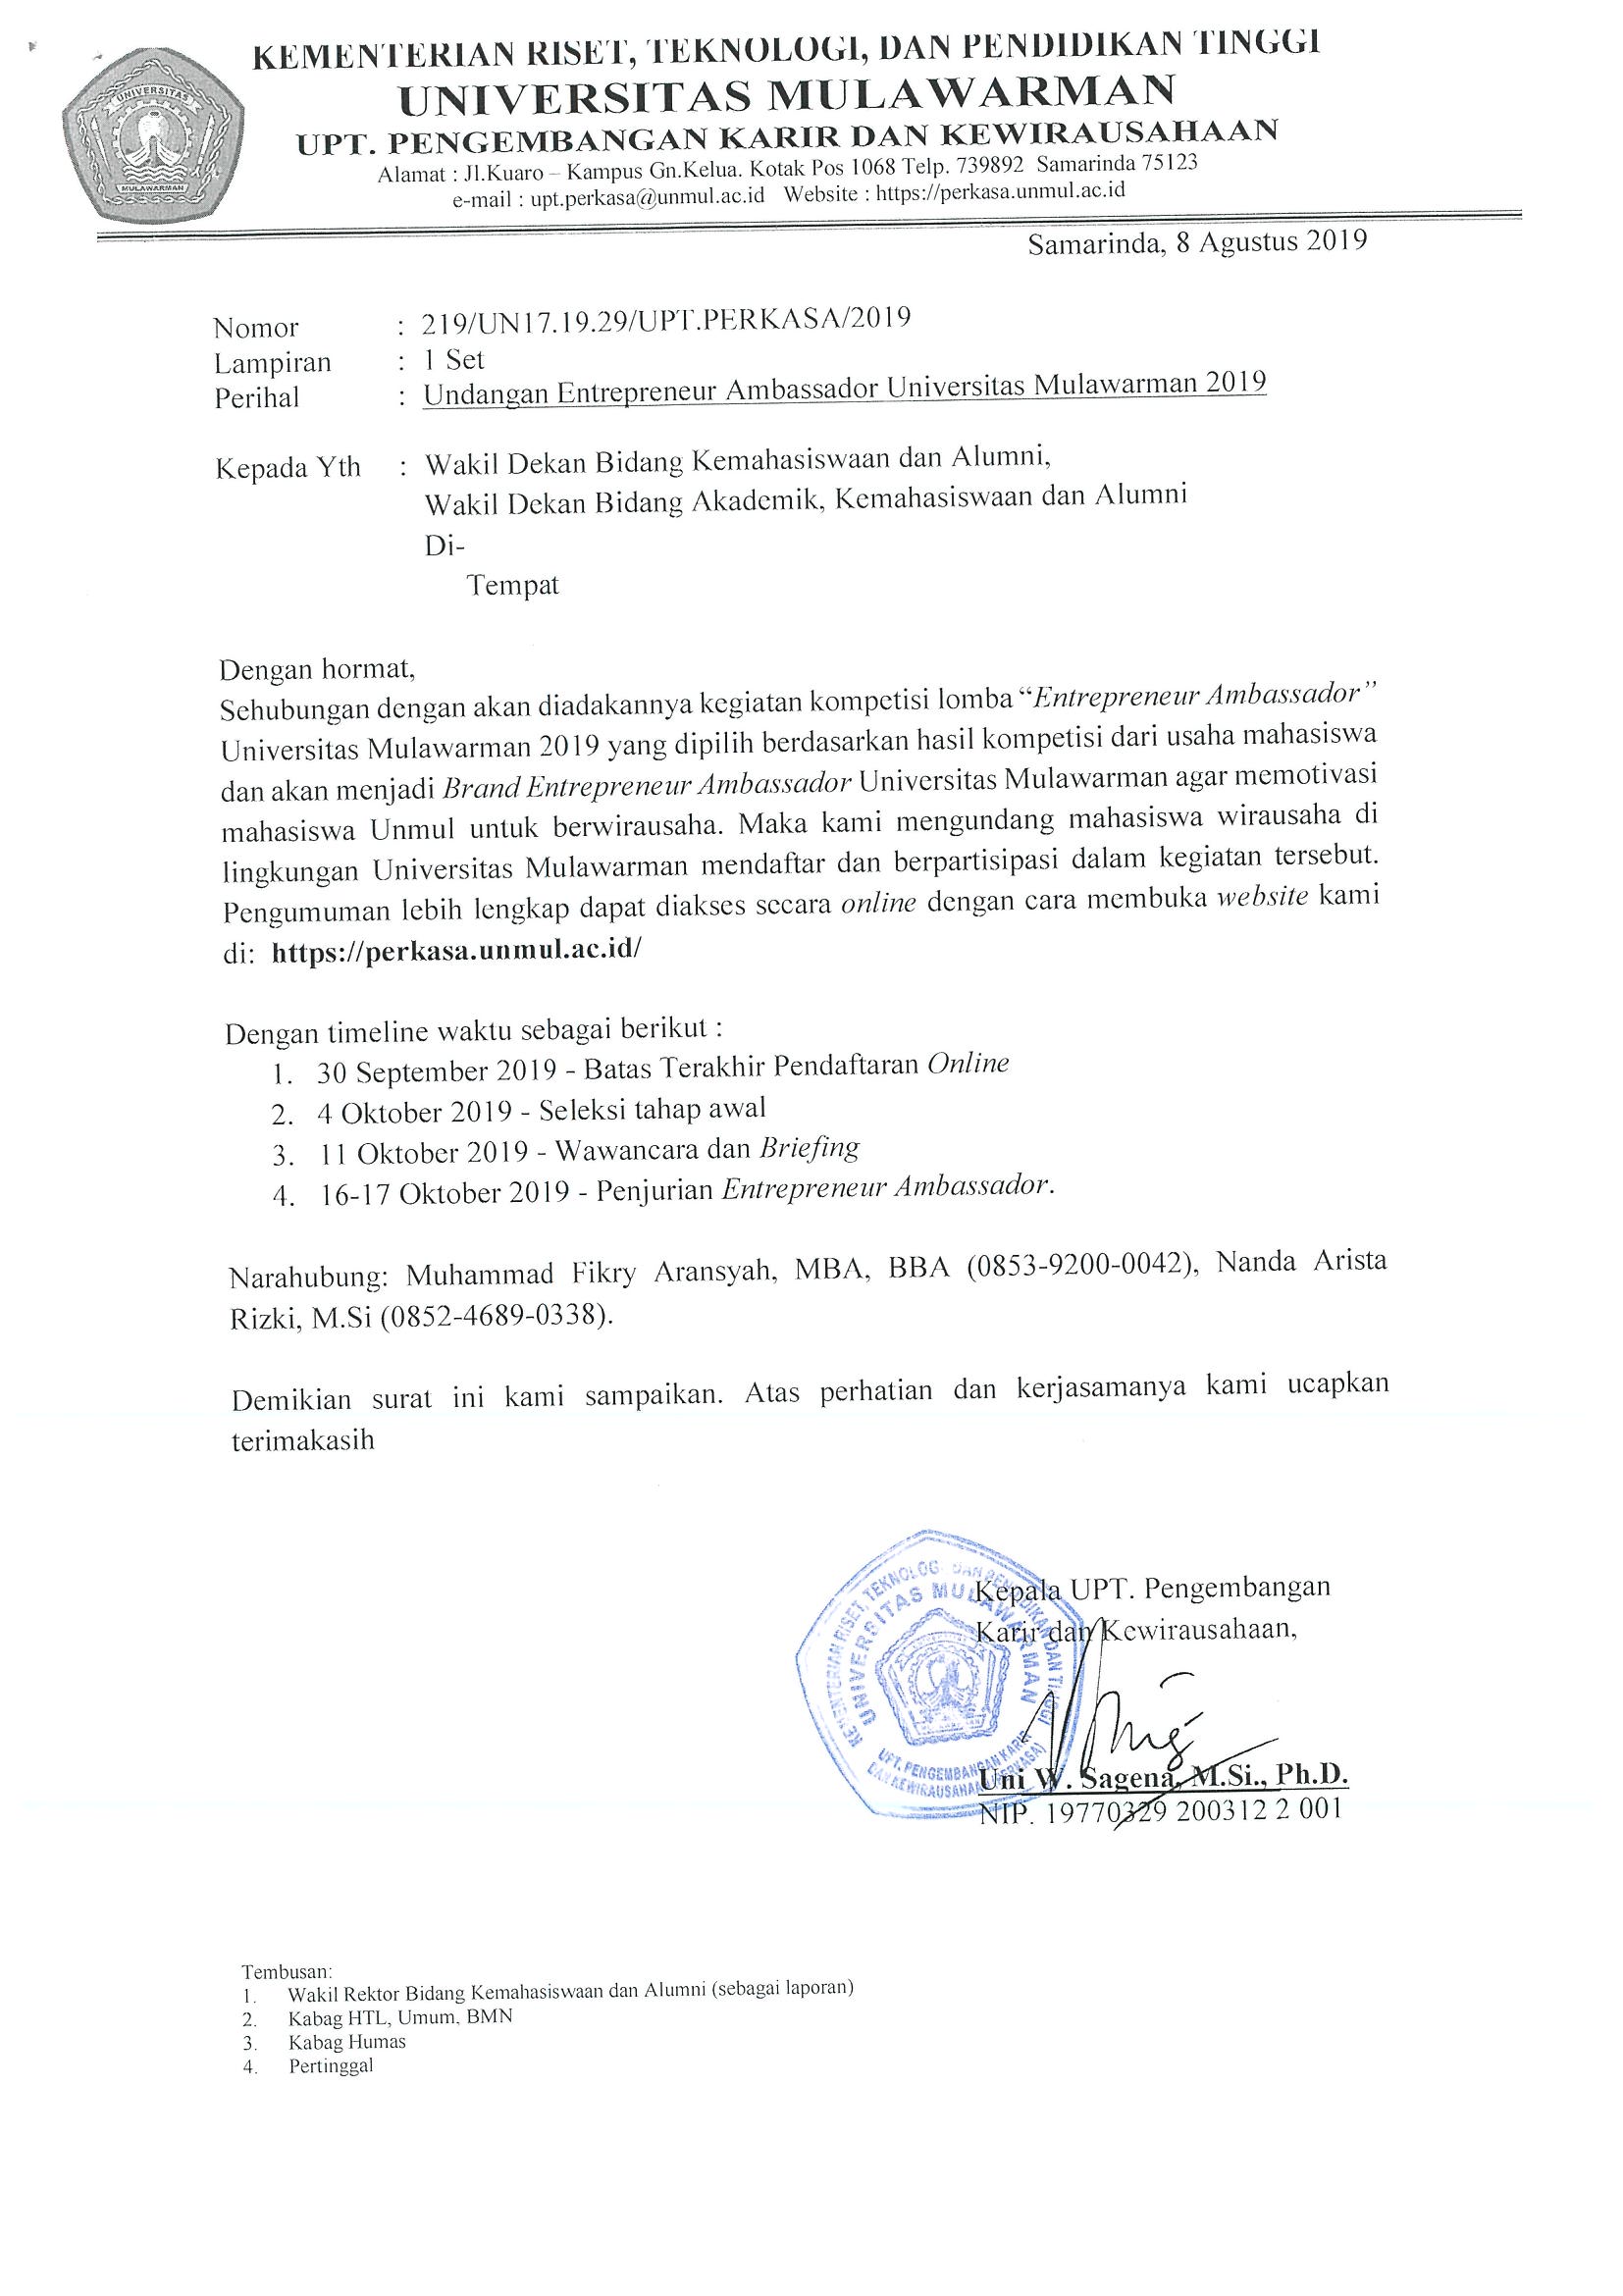 KEMENTERIAN RISET, TEKNOLOGI, DAN PENDIDIKAN TINGGI
UNIVERSITAS MULAWARMAN
UPT. PENGEMBANGAN KARIR DAN KEWIRAUSAHAAN
Alamat : Jl.Kuaro – Kampus Gn.Kelua. Kotak Pos 1068 Telp. 739892 Samarinda 75123
e-mail : upt.perkasa@unmul.ac.id Website : https://perkasa.unmul.ac.id
UNIVERSITAS
MULAWARMAN
Samarinda, 8 Agustus 2019
Nomor : 219/UN17.19.29/UPT.PERKASA/2019
Lampiran : 1 Set
Perihal : Undangan Entrepreneur Ambassador Universitas Mulawarman 2019
Kepada Yth : Wakil Dekan Bidang Kemahasiswaan dan Alumni,
Wakil Dekan Bidang Akademik, Kemahasiswaan dan Alumni
Di-
Tempat
Dengan hormat,
Sehubungan dengan akan diadakannya kegiatan kompetisi lomba “Entrepreneur Ambassador”
Universitas Mulawarman 2019 yang dipilih berdasarkan hasil kompetisi dari usaha mahasiswa
dan akan menjadi Brand Entrepreneur Ambassador Universitas Mulawarman agar memotivasi
mahasiswa Unmul untuk berwirausaha. Maka kami mengundang mahasiswa wirausaha di
lingkungan Universitas Mulawarman mendaftar dan berpartisipasi dalam kegiatan tersebut.
Pengumuman lebih lengkap dapat diakses secara online dengan cara membuka website kami
di: https://perkasa.unmul.ac.id/
Dengan timeline waktu sebagai berikut :
1. 30 September 2019 - Batas Terakhir Pendaftaran Online
2. 4 Oktober 2019 - Seleksi tahap awal
3. 11 Oktober 2019 - Wawancara dan Briefing
4. 16-17 Oktober 2019 - Penjurian Entrepreneur Ambassador.
Narahubung: Muhammad Fikry Aransyah, MBA, BBA (0853-9200-0042), Nanda Arista
Rizki, M.Si (0852-4689-0338).
Demikian surat ini kami sampaikan. Atas perhatian dan kerjasamanya kami ucapkan
terimakasih
Kepala UPT. Pengembangan
Karir dan Kewirausahaan,
KEMENTERIAN RISET, TEKNOLOGI DAN PENDIDIKAN
UNIVERSITAS MULAWARMAN
UPT. PENGEMBANGAN KARIR
DAN KEWIRAUSAHAAN
Uni W. Sagena, M.Si., Ph.D.
NIP. 19770329 200312 2 001
Tembusan:
1. Wakil Rektor Bidang Kemahasiswaan dan Alumni (sebagai laporan)
2. Kabag HTL, Umum, BMN
3. Kabag Humas
4. Pertinggal